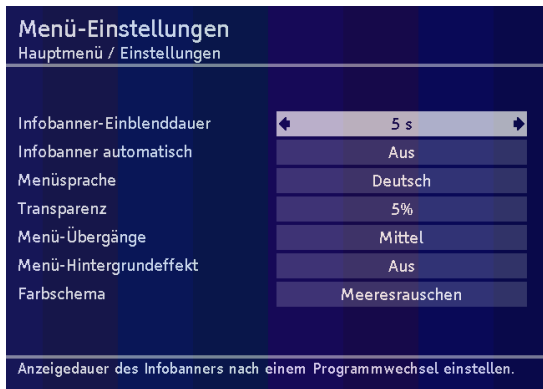 Menü-Einstellungen
Hauptmenü / Einstellungen
Infobanner-Einblenddauer 5 s
Infobanner automatisch Aus
Menüsprache Deutsch
Transparenz 5%
Menü-Übergänge Mittel
Menü-Hintergrundeffekt Aus
Farbschema Meeresrauschen
Anzeigedauer des Infobanners nach einem Programmwechsel einstellen.